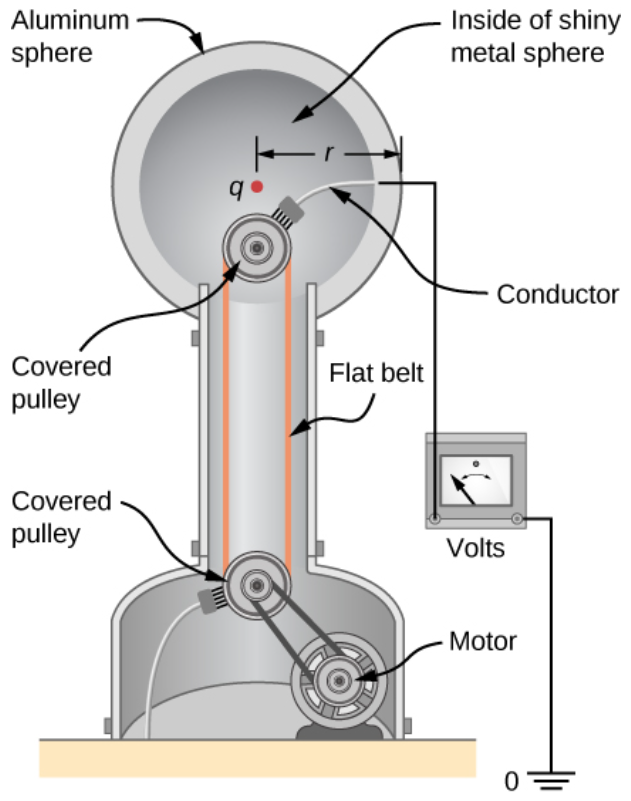 Aluminum
sphere
Inside of shiny
metal sphere
r
q
Conductor
Covered
pulley
Flat belt
Covered
pulley
Volts
Motor
0